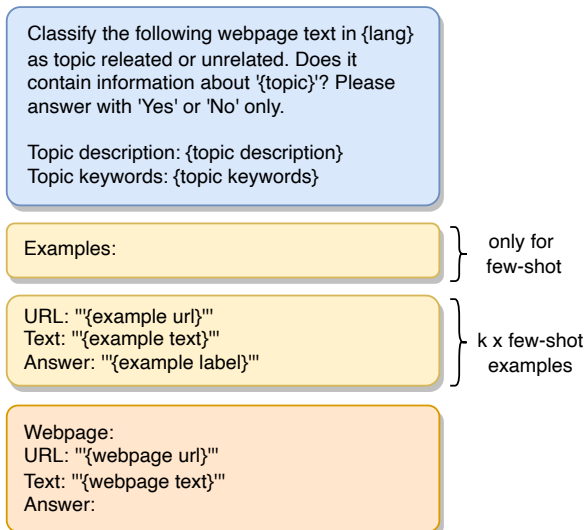 Classify the following webpage text in {lang}
as topic releated or unrelated. Does it
contain information about '{topic}'? Please
answer with 'Yes' or 'No' only.
Topic description: {topic description}
Topic keywords: {topic keywords}
Examples:
only for
few-shot
URL: '''{example url}'''
Text: '''{example text}'''
Answer: '''{example label}'''
k x few-shot
examples
Webpage:
URL: '''{webpage url}'''
Text: '''{webpage text}'''
Answer: